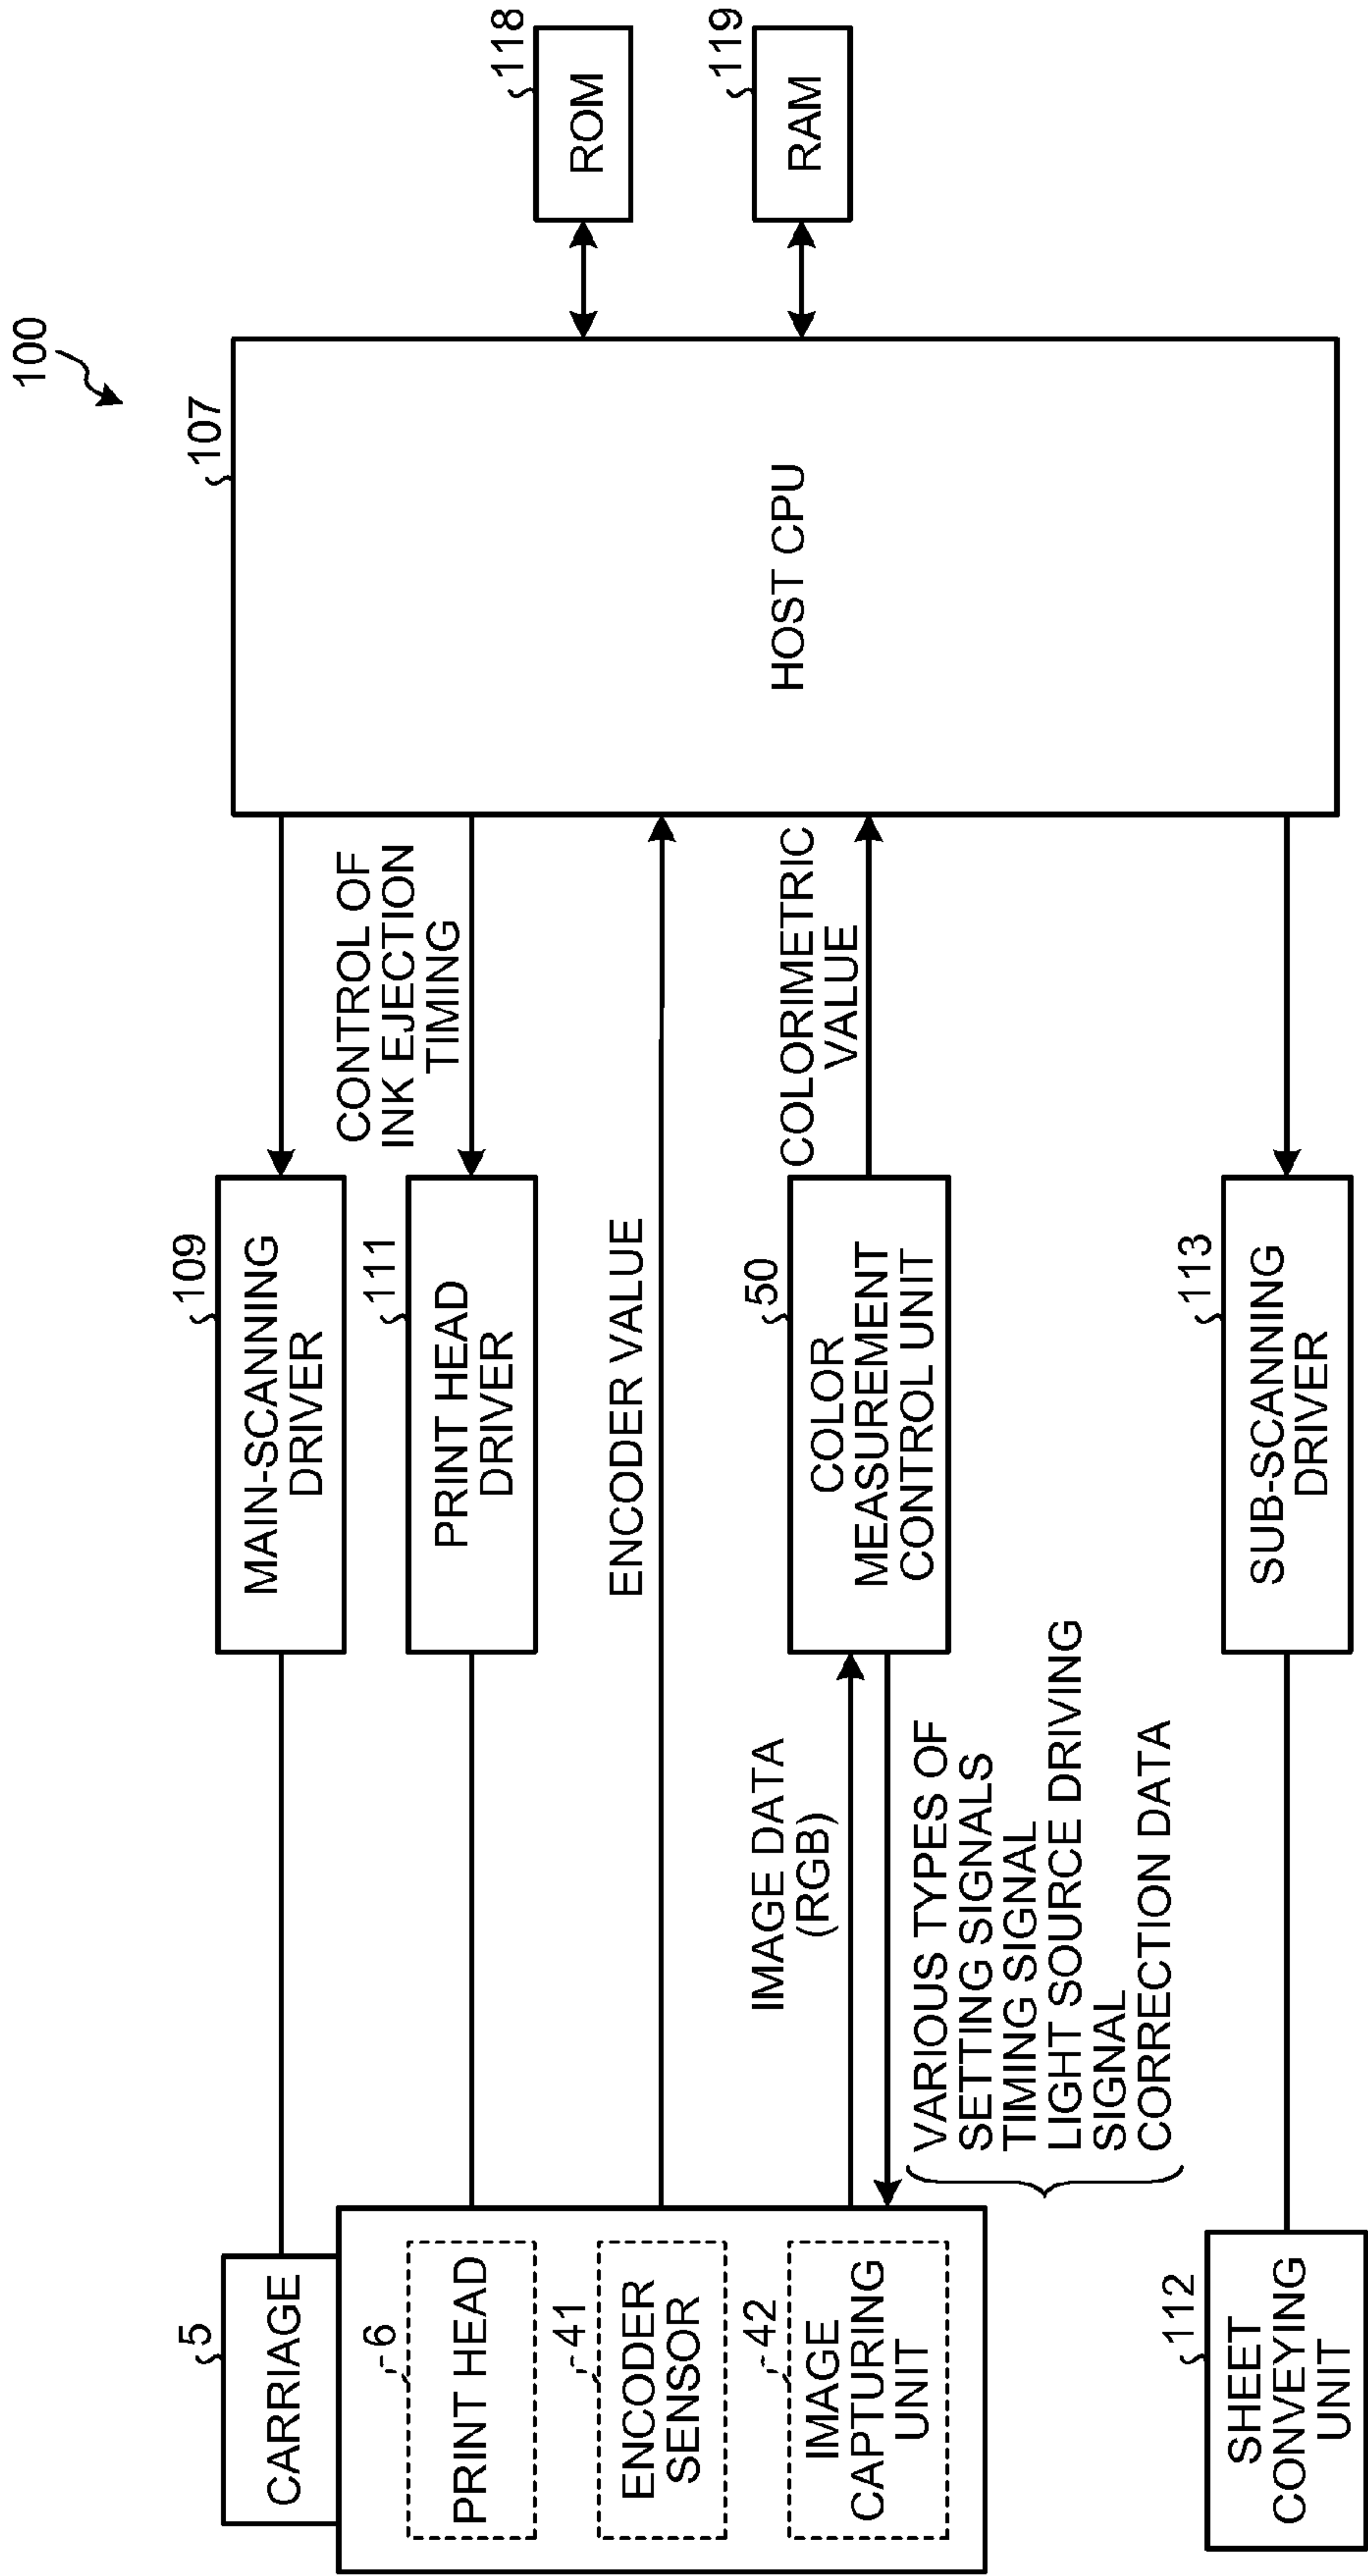 100
5
CARRIAGE
6
PRINT HEAD
41
ENCODER
SENSOR
42
IMAGE
CAPTURING
UNIT
112
SHEET
CONVEYING
UNIT
109
MAIN-SCANNING
DRIVER
111
PRINT HEAD
DRIVER
CONTROL OF
INK EJECTION
TIMING
ENCODER VALUE
IMAGE DATA
(RGB)
VARIOUS TYPES OF
SETTING SIGNALS
TIMING SIGNAL
LIGHT SOURCE DRIVING
SIGNAL
CORRECTION DATA
50
COLOR
MEASUREMENT
CONTROL UNIT
COLORIMETRIC
VALUE
113
SUB-SCANNING
DRIVER
107
HOST CPU
118
ROM
119
RAM